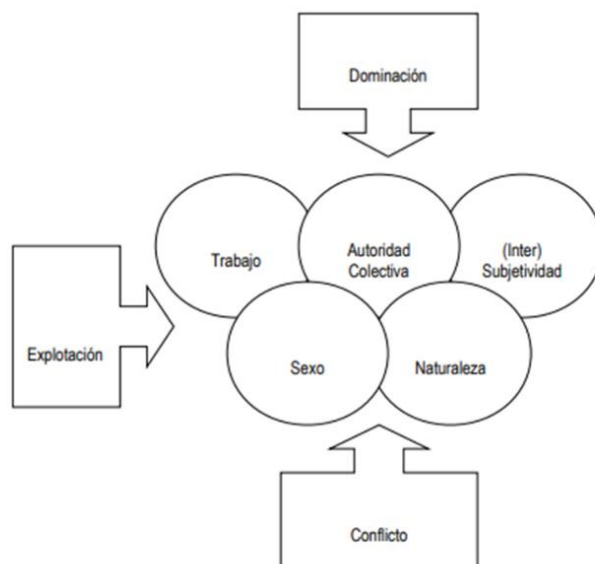 Dominación
Trabajo
Autoridad
Colectiva
(Inter)
Subjetividad
Explotación
Sexo
Naturaleza
Conflicto